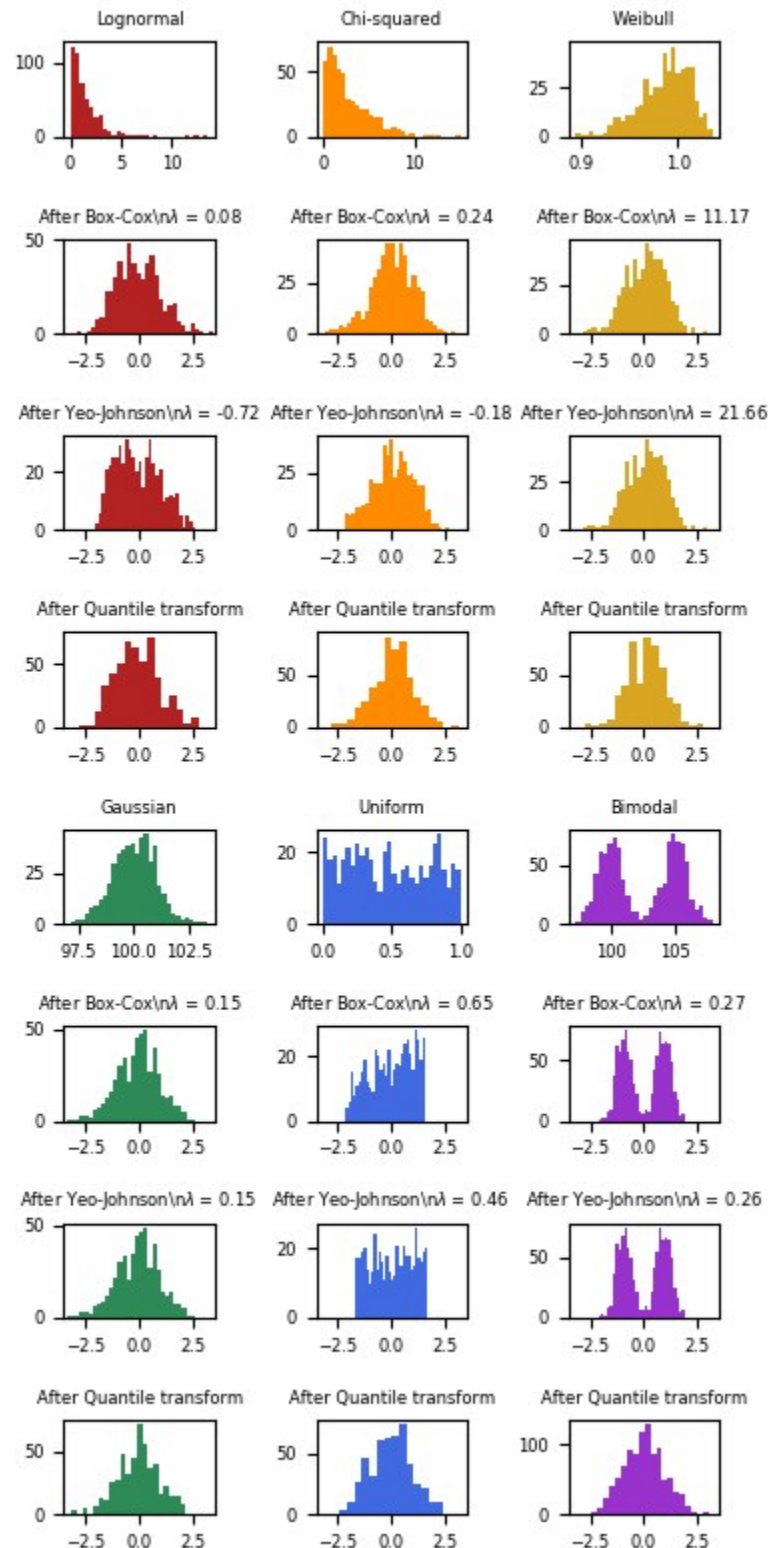 Lognormal Chi-squared Weibull
100 50 25
0 0 0
0 5 10 0 10 0.9 1.0
After Box-Cox\nλ = 0.08 After Box-Cox\nλ = 0.24 After Box-Cox\nλ = 11.17
50 25 25
0 0 0
−2.5 0.0 2.5 −2.5 0.0 2.5 −2.5 0.0 2.5
After Yeo-Johnson\nλ = -0.72 After Yeo-Johnson\nλ = -0.18 After Yeo-Johnson\nλ = 21.66
20 25 25
0 0 0
−2.5 0.0 2.5 −2.5 0.0 2.5 −2.5 0.0 2.5
After Quantile transform After Quantile transform After Quantile transform
50 50 50
0 0 0
−2.5 0.0 2.5 −2.5 0.0 2.5 −2.5 0.0 2.5
Gaussian Uniform Bimodal
25 20 50
0 0 0
97.5 100.0 102.5 0.0 0.5 1.0 100 105
After Box-Cox\nλ = 0.15 After Box-Cox\nλ = 0.65 After Box-Cox\nλ = 0.27
50 20 50
0 0 0
−2.5 0.0 2.5 −2.5 0.0 2.5 −2.5 0.0 2.5
After Yeo-Johnson\nλ = 0.15 After Yeo-Johnson\nλ = 0.46 After Yeo-Johnson\nλ = 0.26
50 20 50
0 0 0
−2.5 0.0 2.5 −2.5 0.0 2.5 −2.5 0.0 2.5
After Quantile transform After Quantile transform After Quantile transform
50 50 100
0 0 0
−2.5 0.0 2.5 −2.5 0.0 2.5 −2.5 0.0 2.5